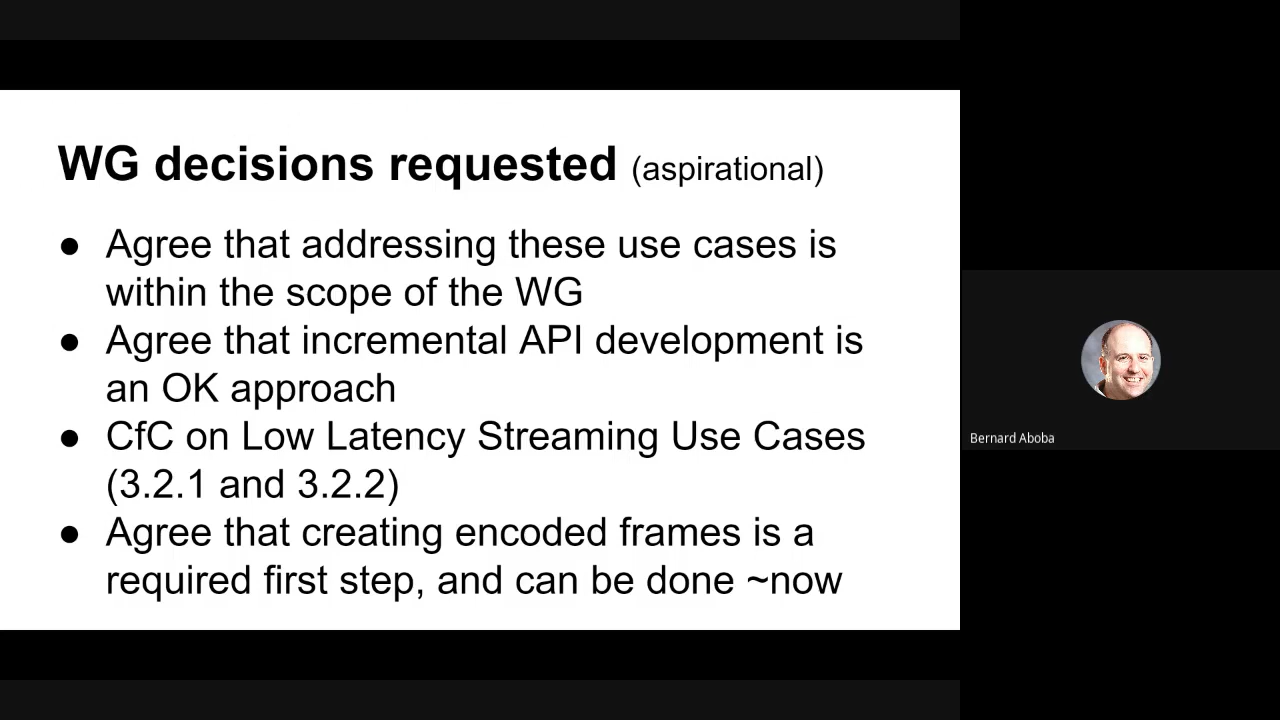 WG decisions requested (aspirational)
● Agree that addressing these use cases is
within the scope of the WG
● Agree that incremental API development is
an OK approach
● CfC on Low Latency Streaming Use Cases
(3.2.1 and 3.2.2)
● Agree that creating encoded frames is a
required first step, and can be done ~now
Bernard Aboba